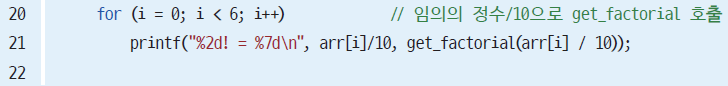 20 for (i = 0; i < 6; i++) // 임의의 정수/10으로 get_factorial 호출
21 printf("%2d! = %7d\n", arr[i]/10, get_factorial(arr[i] / 10));
22